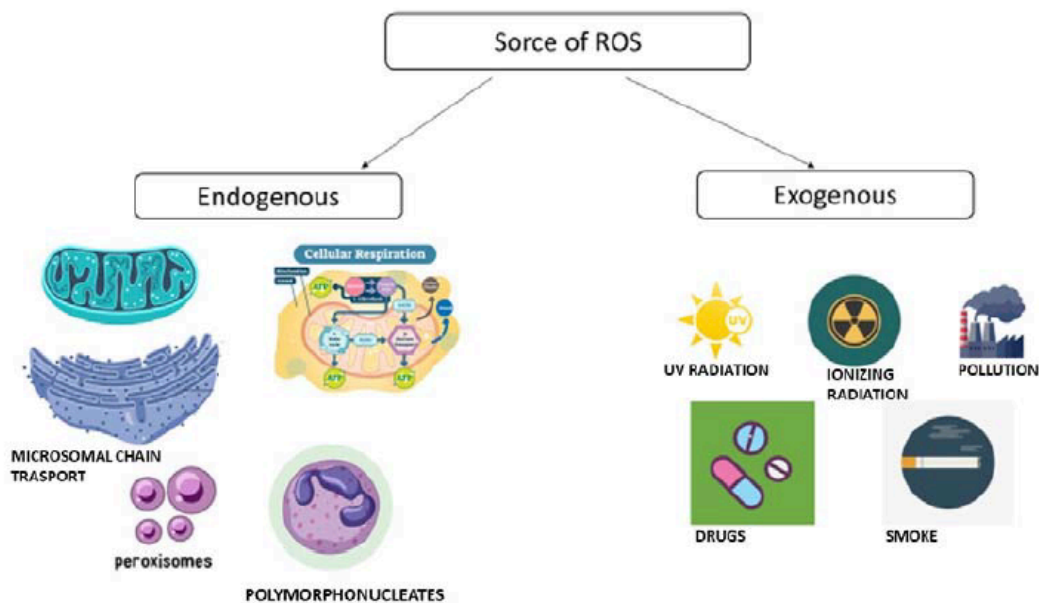 Sorce of ROS
Endogenous
Exogenous
Cellular Respiration
ATP
ATP
ATP
UV
UV RADIATION
IONIZING
RADIATION
POLLUTION
MICROSOMAL CHAIN
TRASPORT
peroxisomes
POLYMORPHONUCLEATES
DRUGS
SMOKE